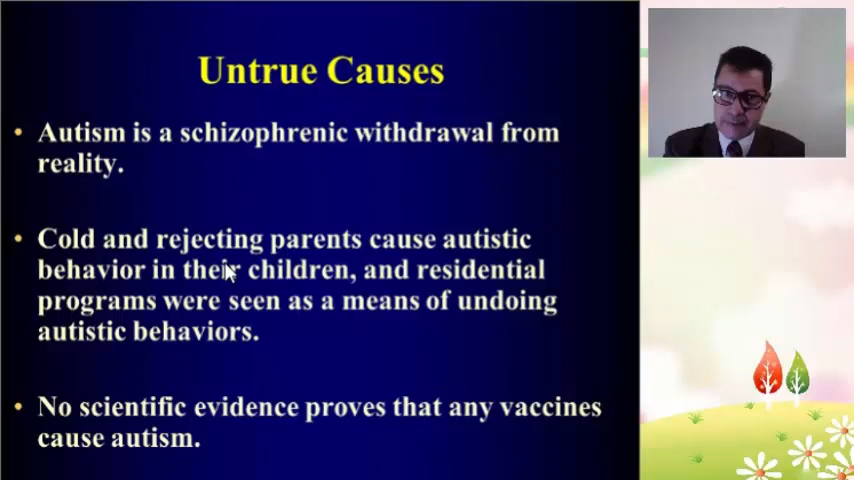 Untrue Causes
• Autism is a schizophrenic withdrawal from
reality.
• Cold and rejecting parents cause autistic
behavior in their children, and residential
programs were seen as a means of undoing
autistic behaviors.
• No scientific evidence proves that any vaccines
cause autism.